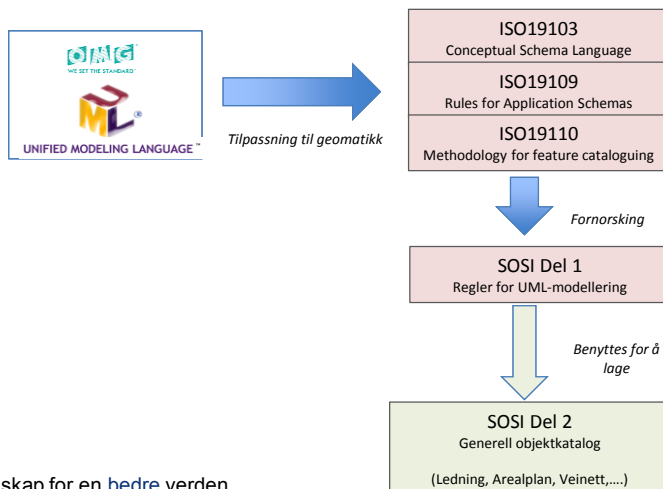 OMG
WE SET THE STANDARD™
UML®
UNIFIED MODELING LANGUAGE™
Tilpassning til geomatikk
ISO19103
Conceptual Schema Language
ISO19109
Rules for Application Schemas
ISO19110
Methodology for feature cataloguing
Fornorsking
SOSI Del 1
Regler for UML-modellering
Benyttes for å
lage
SOSI Del 2
Generell objektkatalog
(Ledning, Arealplan, Veinett,....)
skap for en bedre verden